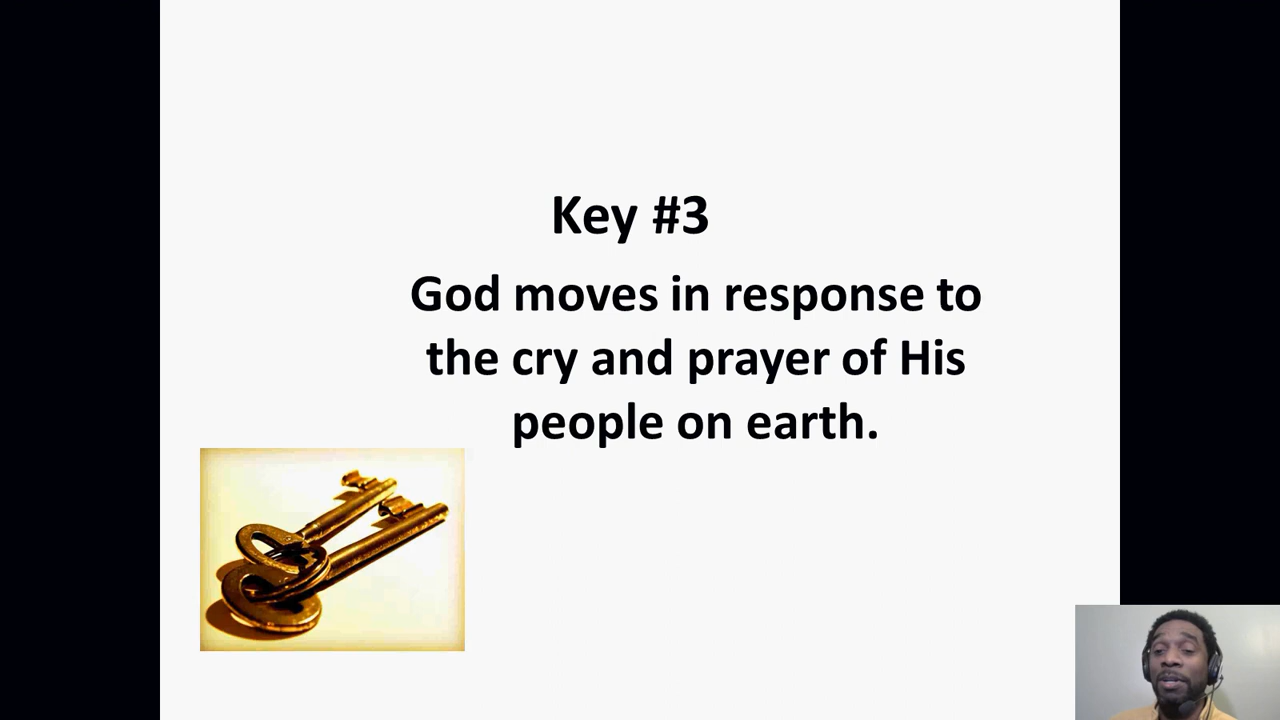 Key #3
God moves in response to
the cry and prayer of His
people on earth.